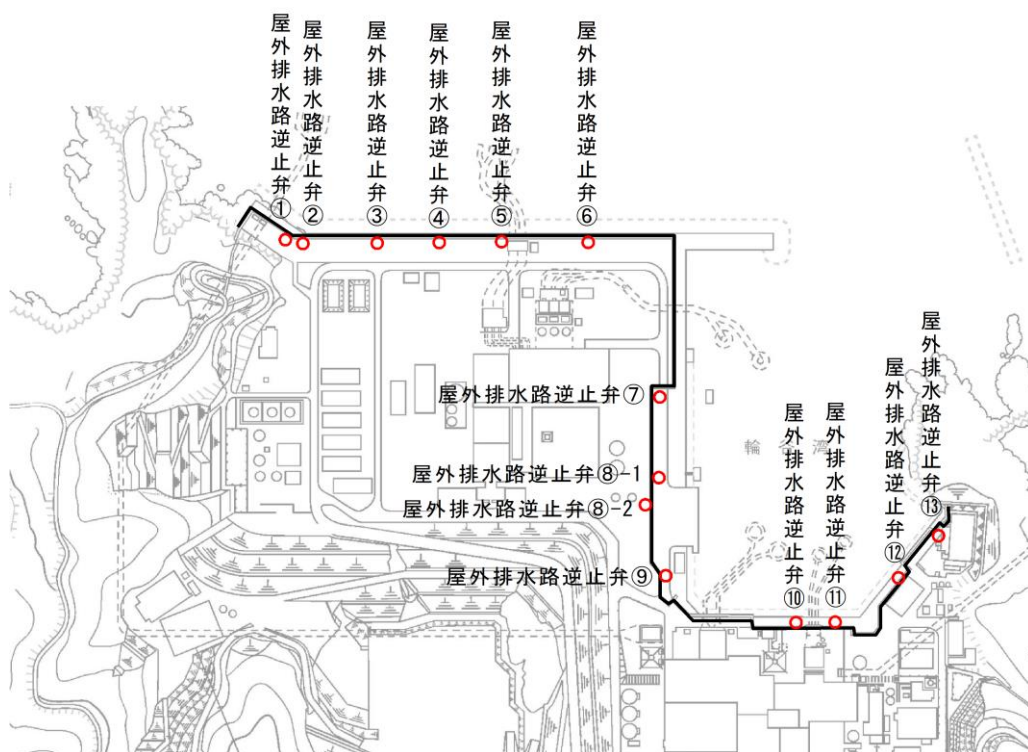 屋外排水路逆止弁①
屋外排水路逆止弁②
屋外排水路逆止弁③
屋外排水路逆止弁④
屋外排水路逆止弁⑤
屋外排水路逆止弁⑥
屋外排水路逆止弁⑦
屋外排水路逆止弁⑧-1
屋外排水路逆止弁⑧-2
屋外排水路逆止弁⑨
屋外排水路逆止弁⑩
屋外排水路逆止弁⑪
屋外排水路逆止弁⑫
屋外排水路逆止弁⑬
輪谷湾